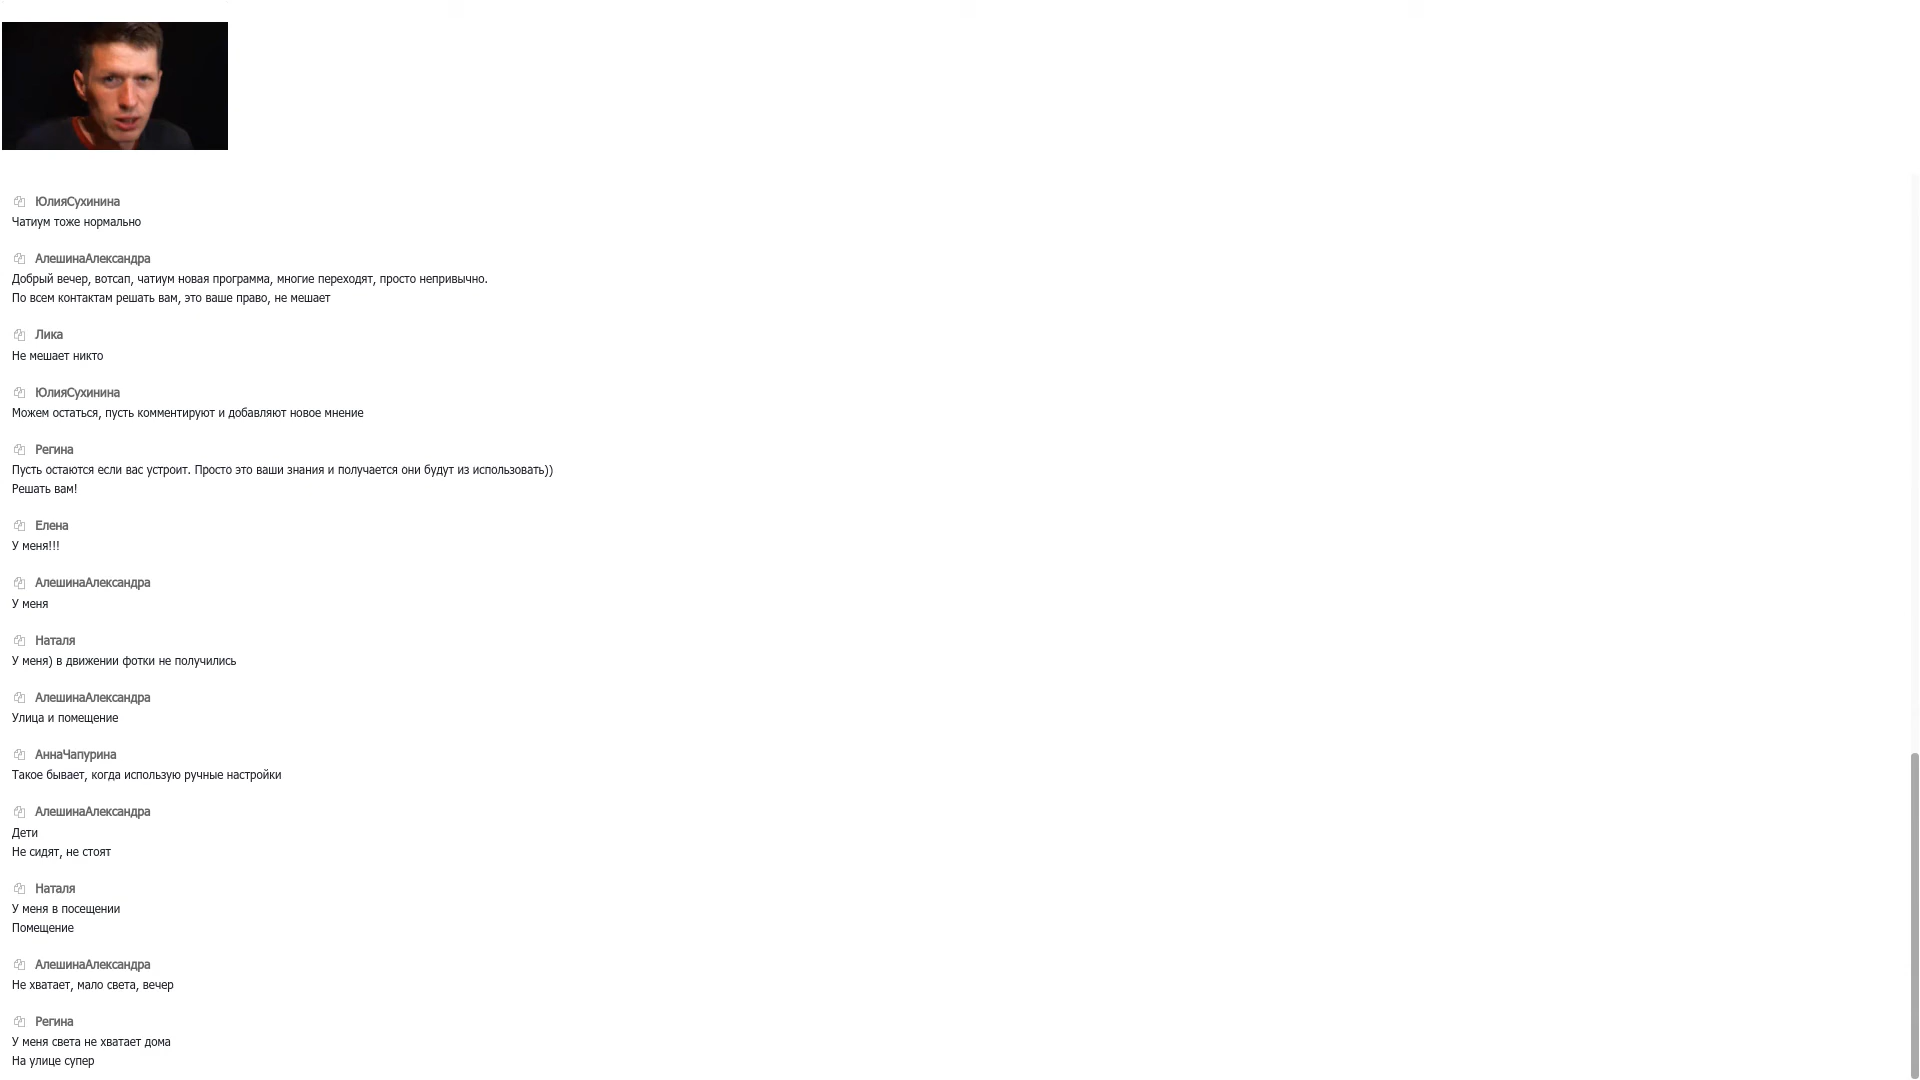 ЮлияСухинина
Чатиум тоже нормально
АлешинаАлександра
Добрый вечер, вотсап, чатиум новая программа, многие переходят, просто непривычно.
По всем контактам решать вам, это ваше право, не мешает
Лика
Не мешает никто
ЮлияСухинина
Можем остаться, пусть комментируют и добавляют новое мнение
Регина
Пусть остаются если вас устроит. Просто это ваши знания и получается они будут из использовать))
Решать вам!
Елена
У меня!!!
АлешинаАлександра
У меня
Наталя
У меня) в движении фотки не получились
АлешинаАлександра
Улица и помещение
АннаЧапурина
Такое бывает, когда использую ручные настройки
АлешинаАлександра
Дети
Не сидят, не стоят
Наталя
У меня в посещении
Помещение
АлешинаАлександра
Не хватает, мало света, вечер
Регина
У меня света не хватает дома
На улице супер